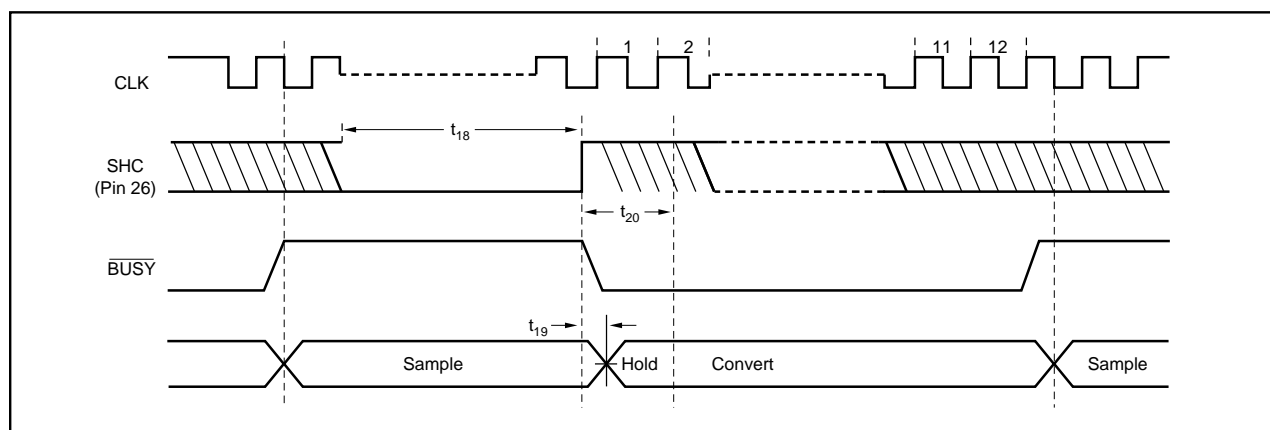 1 2 11 12
CLK
t18
SHC
(Pin 26)
t20
BUSY
t19
Sample Hold Convert Sample